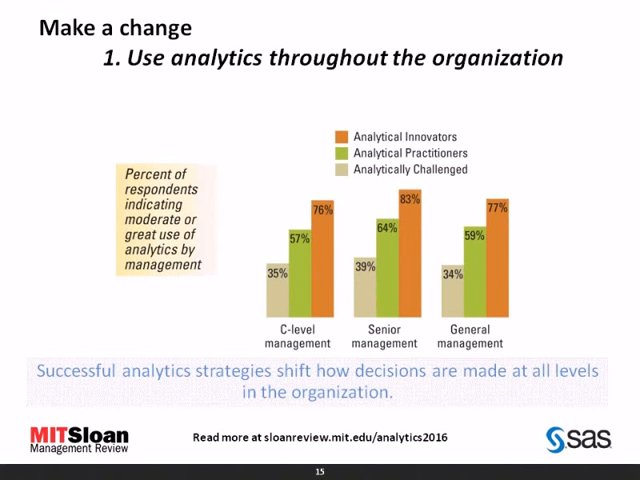 Make a change
1. Use analytics throughout the organization
Analytical Innovators
Analytical Practitioners
Analytically Challenged
Percent of
respondents
indicating
moderate or
great use of
analytics by
management
35%
57%
76%
39%
64%
83%
34%
59%
77%
C-level
management
Senior
management
General
management
Successful analytics strategies shift how decisions are made at all levels
in the organization.
MITSloan
Management Review
Read more at sloanreview.mit.edu/analytics2016
sas
15